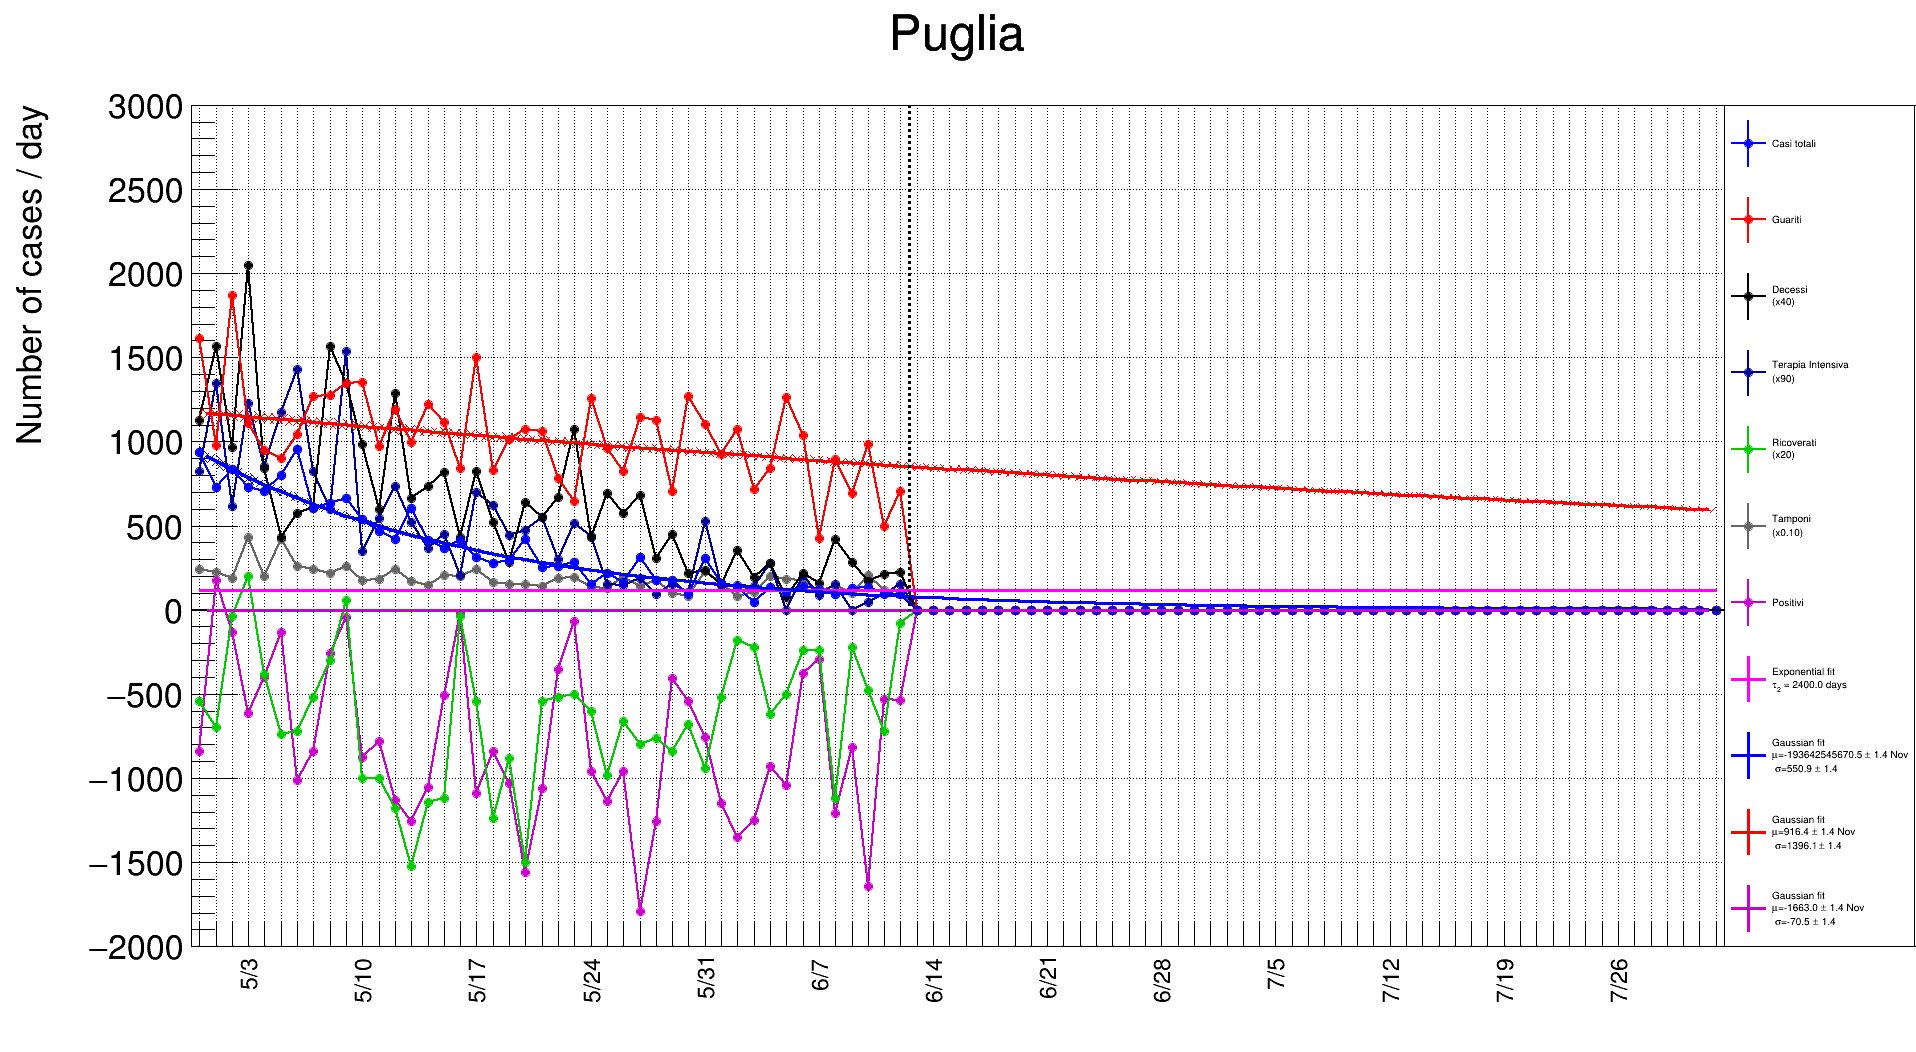 Puglia
Number of cases / day
3000
2500
2000
1500
1000
500
0
−500
−1000
−1500
−2000
5/3
5/10
5/17
5/24
5/31
6/7
6/14
6/21
6/28
7/5
7/12
7/19
7/26
Casi totali
Guariti
Decessi
(x40)
Terapia Intensiva
(x90)
Ricoverati
(x20)
Tamponi
(x0.10)
Positivi
Exponential fit
τ2 = 2400.0 days
Gaussian fit
μ=-193642545670.5 ± 1.4 Nov
σ=550.9 ± 1.4
Gaussian fit
μ=916.4 ± 1.4 Nov
σ=1396.1 ± 1.4
Gaussian fit
μ=-1663.0 ± 1.4 Nov
σ=-70.5 ± 1.4